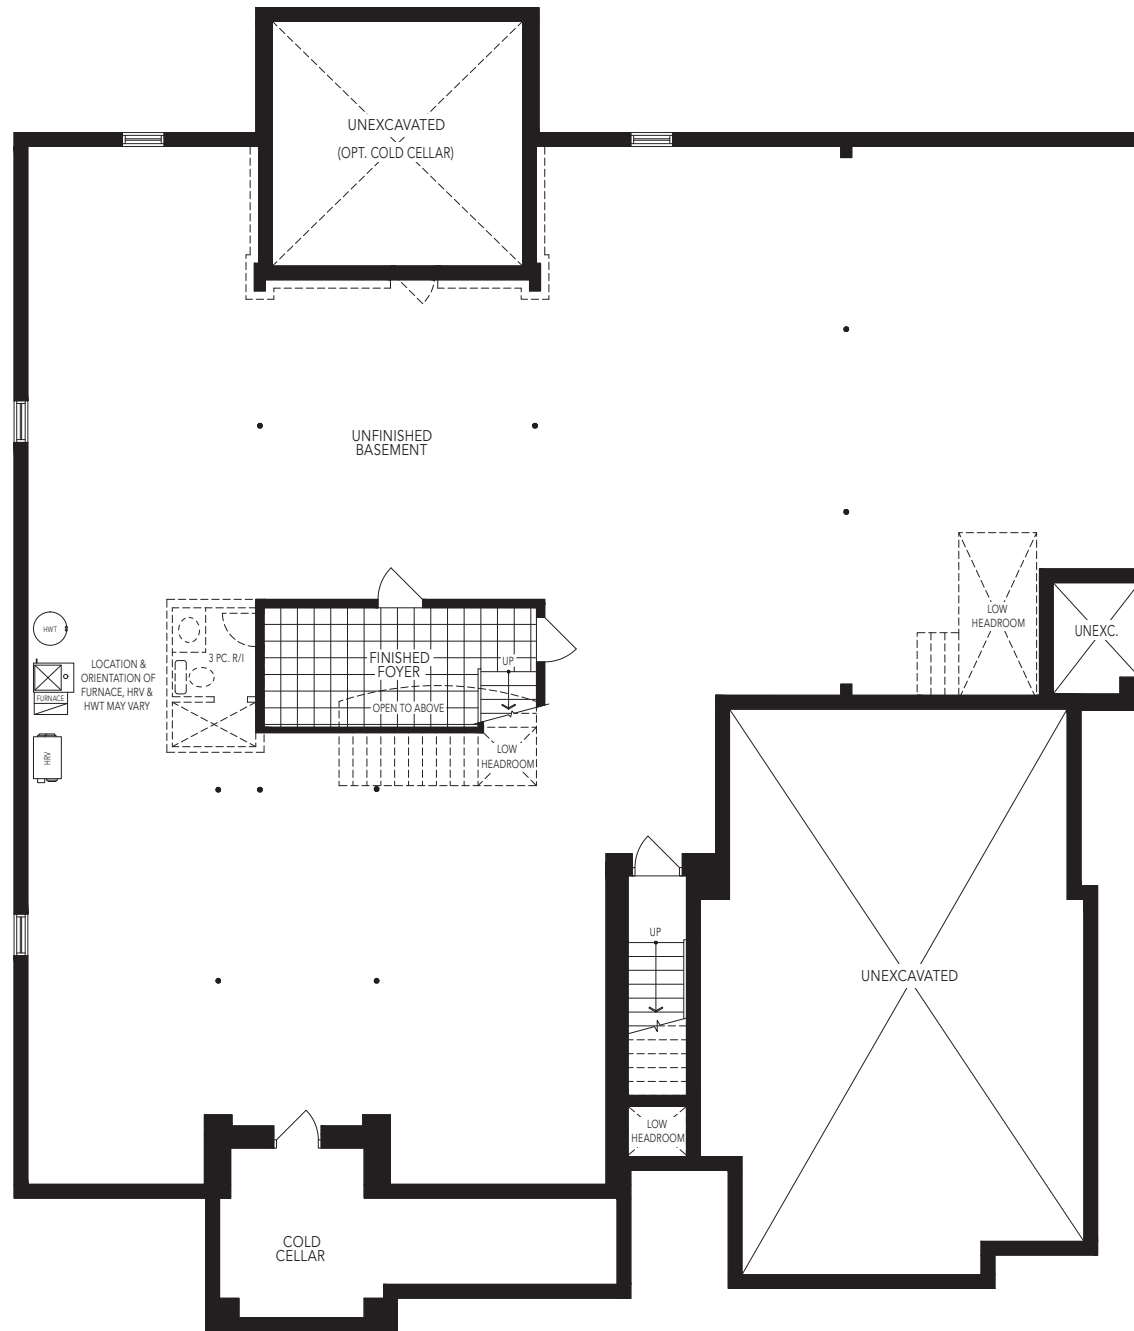 UNEXCAVATED
(OPT. COLD CELLAR)
UNFINISHED
BASEMENT
LOW
HEADROOM
UNEXC.
HWT
3 PC. R/I
FINISHED
FOYER
UP
LOCATION &
ORIENTATION OF
FURNACE, HRV &
HWT MAY VARY
FURNACE
OPEN TO ABOVE
HRV
LOW
HEADROOM
UP
UNEXCAVATED
LOW
HEADROOM
COLD
CELLAR